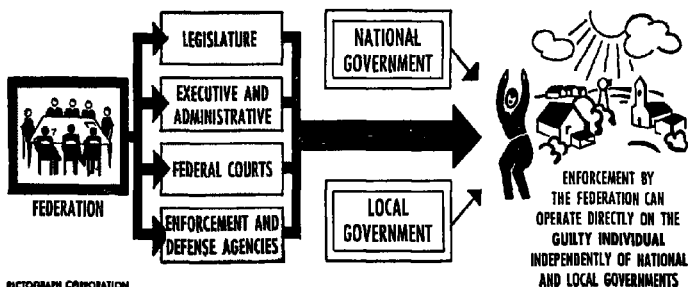 LEGISLATURE
EXECUTIVE AND
ADMINISTRATIVE
FEDERAL COURTS
ENFORCEMENT AND
DEFENSE AGENCIES
FEDERATION
NATIONAL
GOVERNMENT
LOCAL
GOVERNMENT
ENFORCEMENT BY
THE FEDERATION CAN
OPERATE DIRECTLY ON THE
GUILTY INDIVIDUAL
INDEPENDENTLY OF NATIONAL
AND LOCAL GOVERNMENTS
PICTOGRAPH CORPORATION